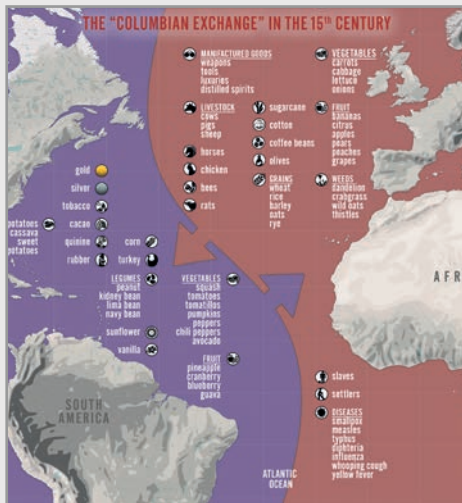 THE "COLUMBIAN EXCHANGE" IN THE 15th CENTURY
MANUFACTURED GOODS
weapons
tools
luxuries
distilled spirits
LIVESTOCK
cows
pigs
sheep
horses
chicken
bees
rats
sugarcane
cotton
coffee beans
olives
GRAINS
wheat
rice
barley
oats
rye
VEGETABLES
carrots
cabbage
lettuce
onions
FRUIT
bananas
citrus
apples
pears
peaches
grapes
WEEDS
dandelion
crabgrass
wild oats
thistles
gold
silver
tobacco
potatoes
cassava
sweet
potatoes
cacao
quinine
rubber
corn
turkey
LEGUMES
peanut
kidney bean
lima bean
navy bean
sunflower
vanilla
VEGETABLES
squash
tomatoes
tomatillos
pumpkins
peppers
chili peppers
avocado
FRUIT
pineapple
cranberry
blueberry
guava
AFR
SOUTH
AMERICA
slaves
settlers
DISEASES
smallpox
measles
typhus
diphteria
influenza
whooping cough
yellow fever
ATLANTIC
OCEAN